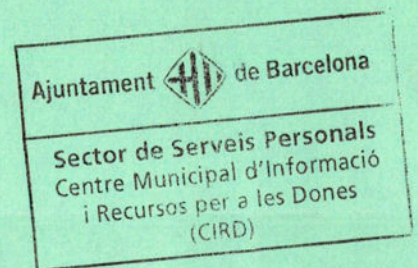 Ajuntament de Barcelona
Sector de Serveis Personals
Centre Municipal d'Informació
i Recursos per a les Dones
(CIRD)